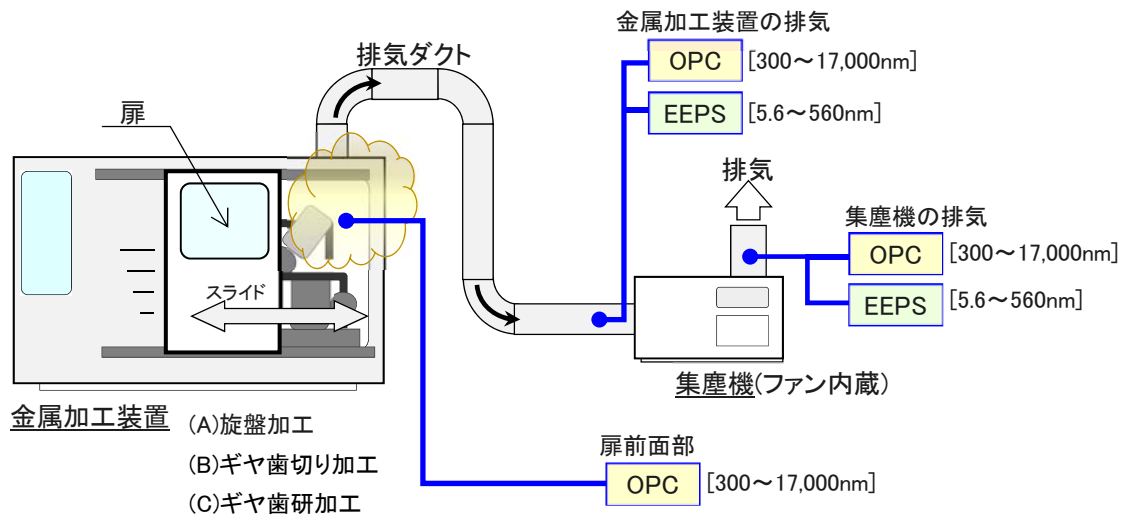 金属加工装置の排気
排気ダクト
OPC [300～17,000nm]
EEPS [5.6～560nm]
扉
排気
集塵機の排気
OPC [300～17,000nm]
EEPS [5.6～560nm]
スライド
集塵機(ファン内蔵)
金属加工装置 (A)旋盤加工
(B)ギヤ歯切り加工
(C)ギヤ歯研加工
扉前面部
OPC [300～17,000nm]